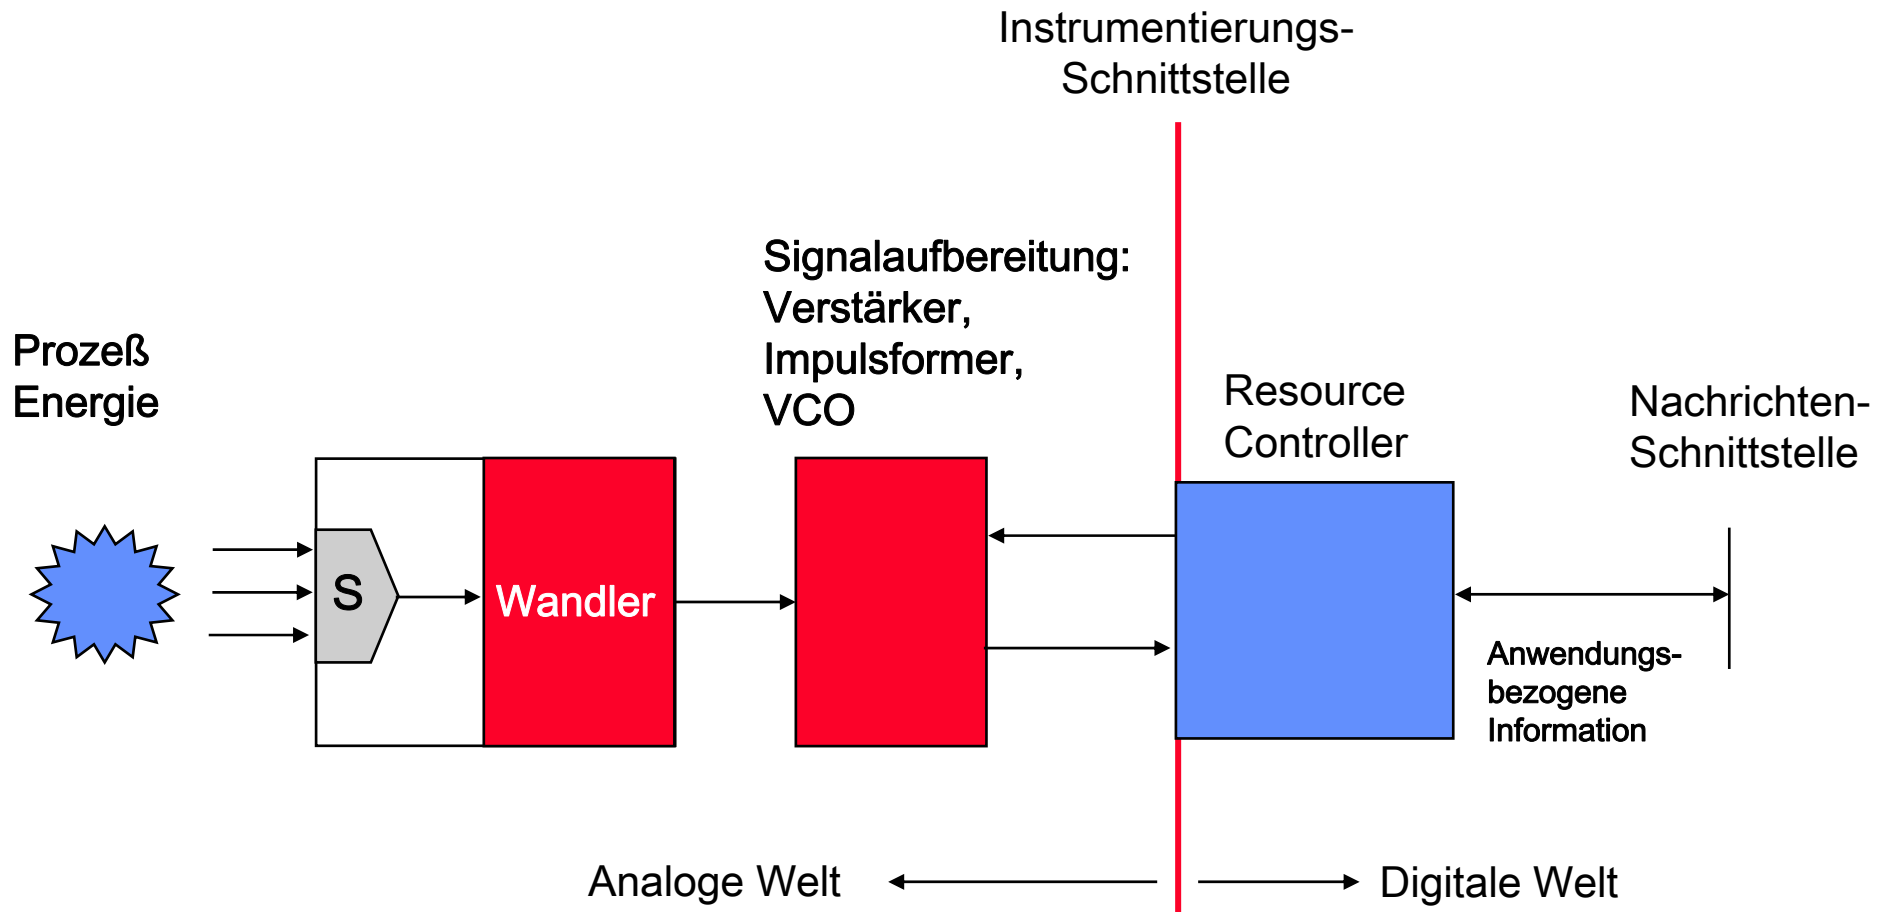 Instrumentierungs-
Schnittstelle
Signalaufbereitung:
Verstärker,
Impulsformer,
VCO
Prozeß
Energie
Resource
Controller
Nachrichten-
Schnittstelle
S
Wandler
Anwendungs-
bezogene
Information
Analoge Welt
Digitale Welt